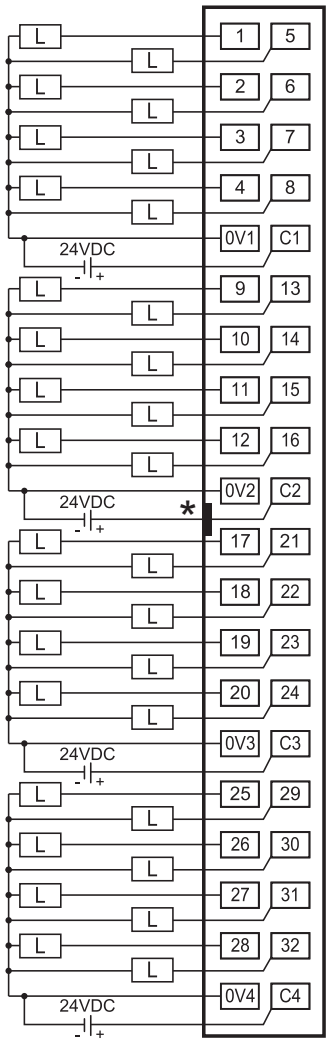 L 1 5
L
L 2 6
L
L 3 7
L
L 4 8
L
0V1 C1
24VDC
- +
L 9 13
L
L 10 14
L
L 11 15
L
L 12 16
L
0V2 C2
24VDC *
- +
L 17 21
L
L 18 22
L
L 19 23
L
L 20 24
L
0V3 C3
24VDC
- +
L 25 29
L
L 26 30
L
L 27 31
L
L 28 32
L
0V4 C4
24VDC
- +